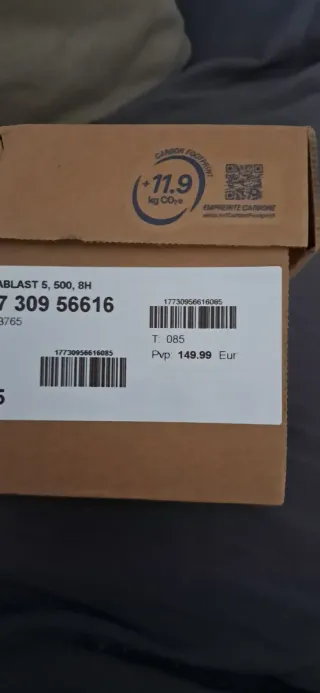 CARBON FOOTPRINT
+11.9
kg CO₂e
EMPREINTE CARBONE
ABLAST 5, 500, 8H
7 309 56616
3765
17730956616085
T: 085
Pvp: 149.99 Eur
17730956616085
5